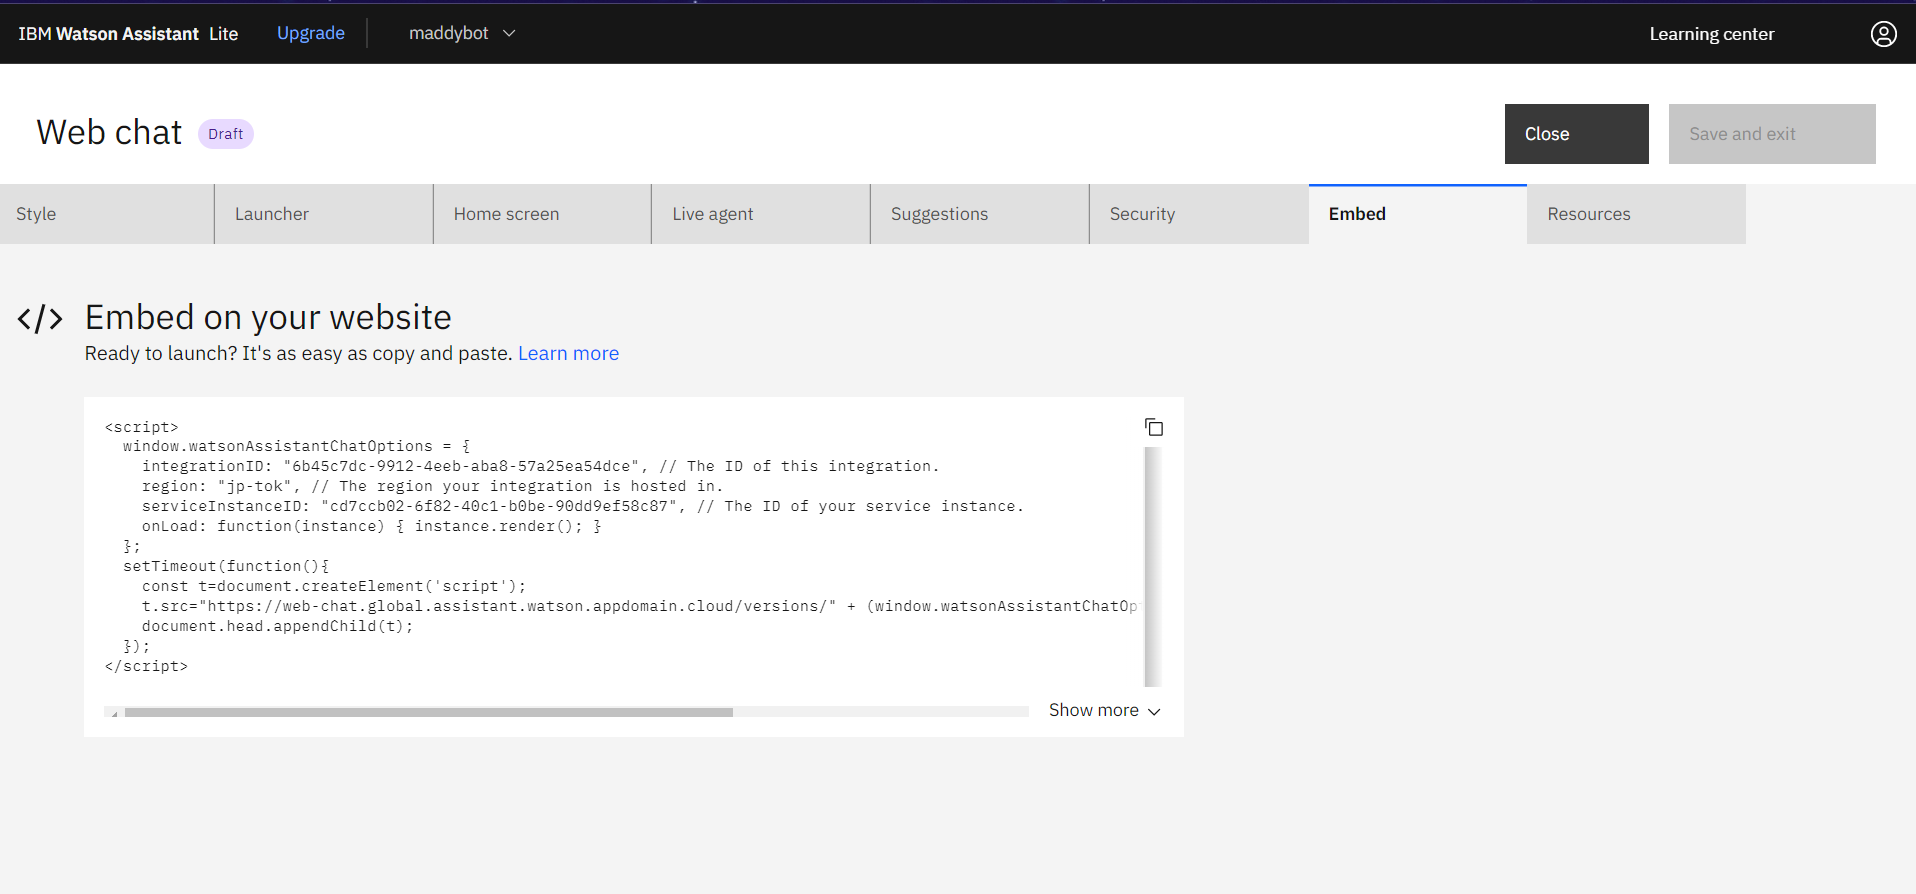 IBM Watson Assistant Lite Upgrade maddybot Learning center
Web chat Draft Close Save and exit
Style Launcher Home screen Live agent Suggestions Security Embed Resources
</> Embed on your website
Ready to launch? It's as easy as copy and paste. Learn more
<script>
window.watsonAssistantChatOptions = {
integrationID: "6b45c7dc-9912-4eeb-aba8-57a25ea54dce", // The ID of this integration.
region: "jp-tok", // The region your integration is hosted in.
serviceInstanceID: "cd7ccb02-6f82-40c1-b0be-90dd9ef58c87", // The ID of your service instance.
onLoad: function(instance) { instance.render(); }
};
setTimeout(function(){
const t=document.createElement('script');
t.src="https://web-chat.global.assistant.watson.appdomain.cloud/versions/" + (window.watsonAssistantChatOp
document.head.appendChild(t);
});
</script>
Show more